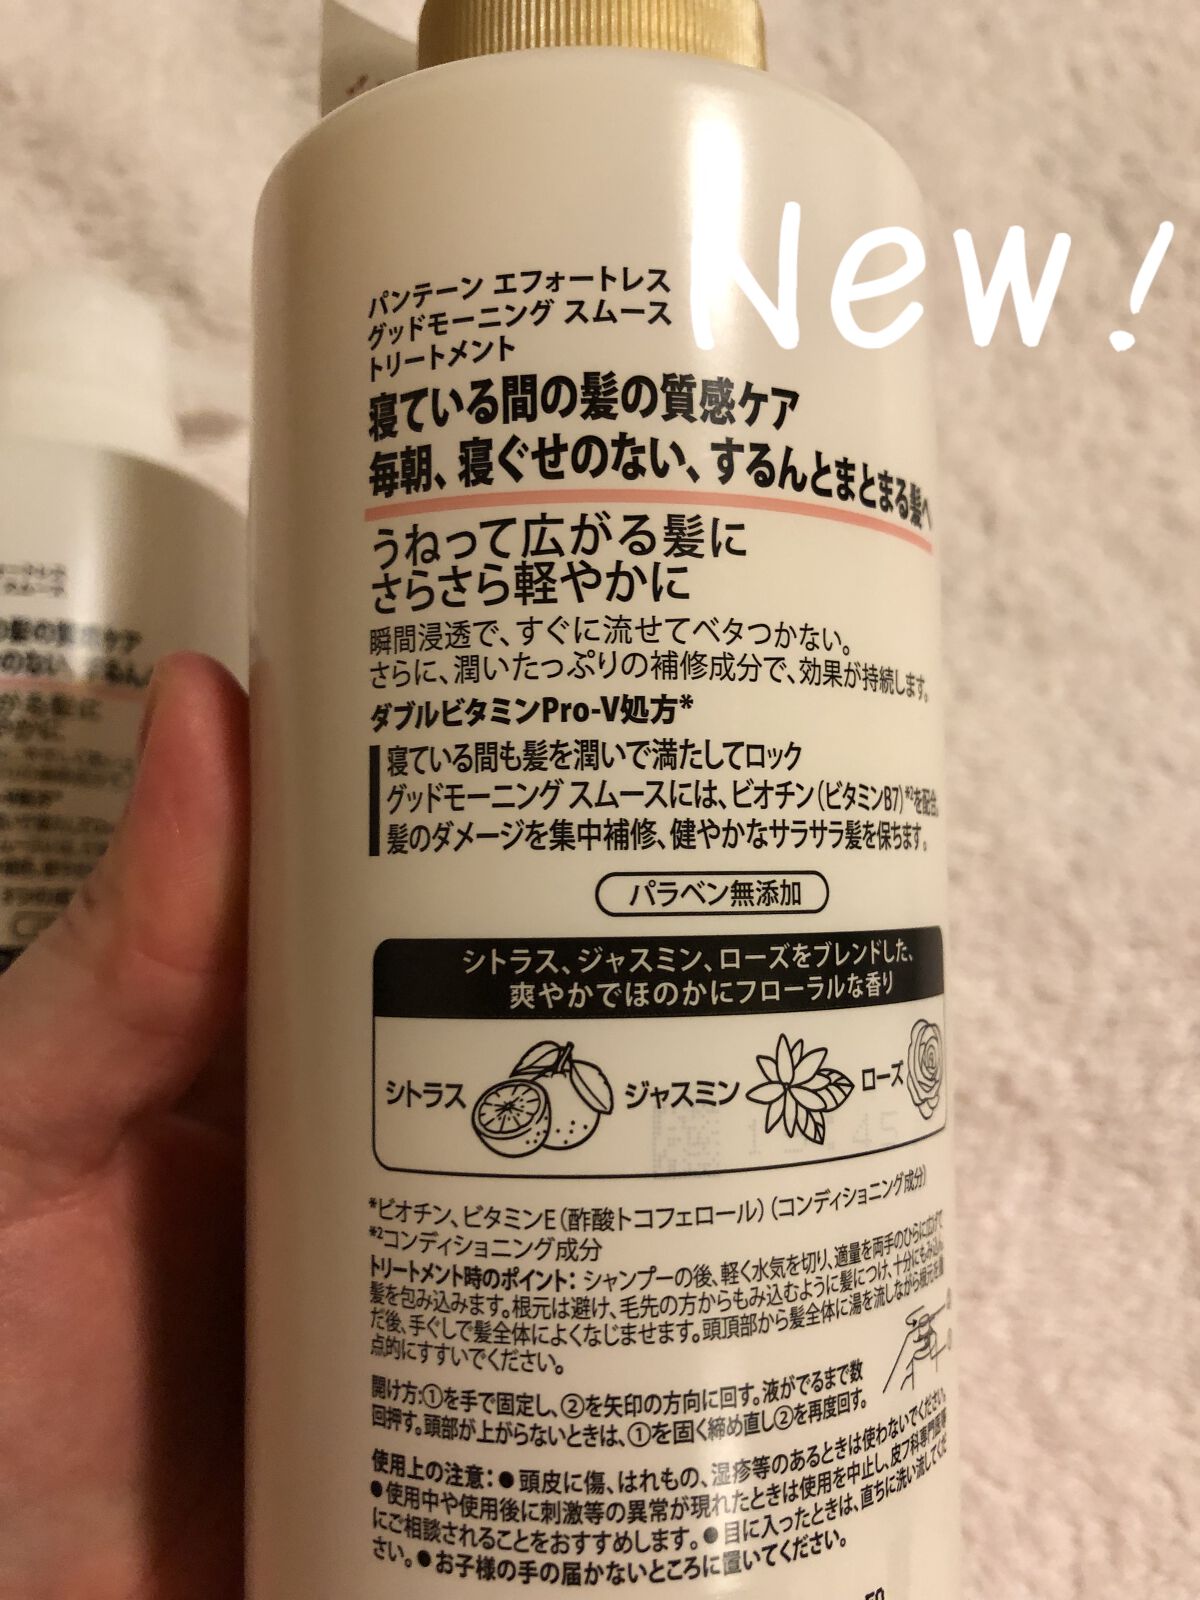 New!
パンテーン エフォートレス
グッドモーニング スムース
トリートメント
寝ている間の髪の質感ケア
毎朝、寝ぐせのない、するんとまとまる髪へ
うねって広がる髪に
さらさら軽やかに
瞬間浸透で、すぐに流せてベタつかない。
さらに、潤いたっぷりの補修成分で、効果が持続します。
ダブルビタミンPro-V処方*
寝ている間も髪を潤いで満たしてロック
グッドモーニング スムースには、ビオチン(ビタミンB7)*²を配合。
髪のダメージを集中補修、健やかなサラサラ髪を保ちます。
パラベン無添加
シトラス、ジャスミン、ローズをブレンドした、
爽やかでほのかにフローラルな香り
シトラス ジャスミン ローズ
*ビオチン、ビタミンE(酢酸トコフェロール)(コンディショニング成分)
*²コンディショニング成分
トリートメント時のポイント: シャンプーの後、軽く水気を切り、適量を両手のひらに広げて
髪を包み込みます。根元は避け、毛先の方からもみ込むように髪につけ、十分にもみ込ん
だ後、手ぐしで髪全体によくなじませます。頭頂部から髪全体に湯を流しながら根元を重
点的にすすいでください。
開け方:①を手で固定し、②を矢印の方向に回す。液がでるまで数
回押す。頭部が上がらないときは、①を固く締め直し②を再度回す。
使用上の注意: ●頭皮に傷、はれもの、湿疹等のあるときは使わないでください。
●使用中や使用後に刺激等の異常が現れたときは使用を中止し、皮フ科専門医等
にご相談されることをおすすめします。●目に入ったときは、直ちに洗い流してくだ
さい。●お子様の手の届かないところに置いてください。